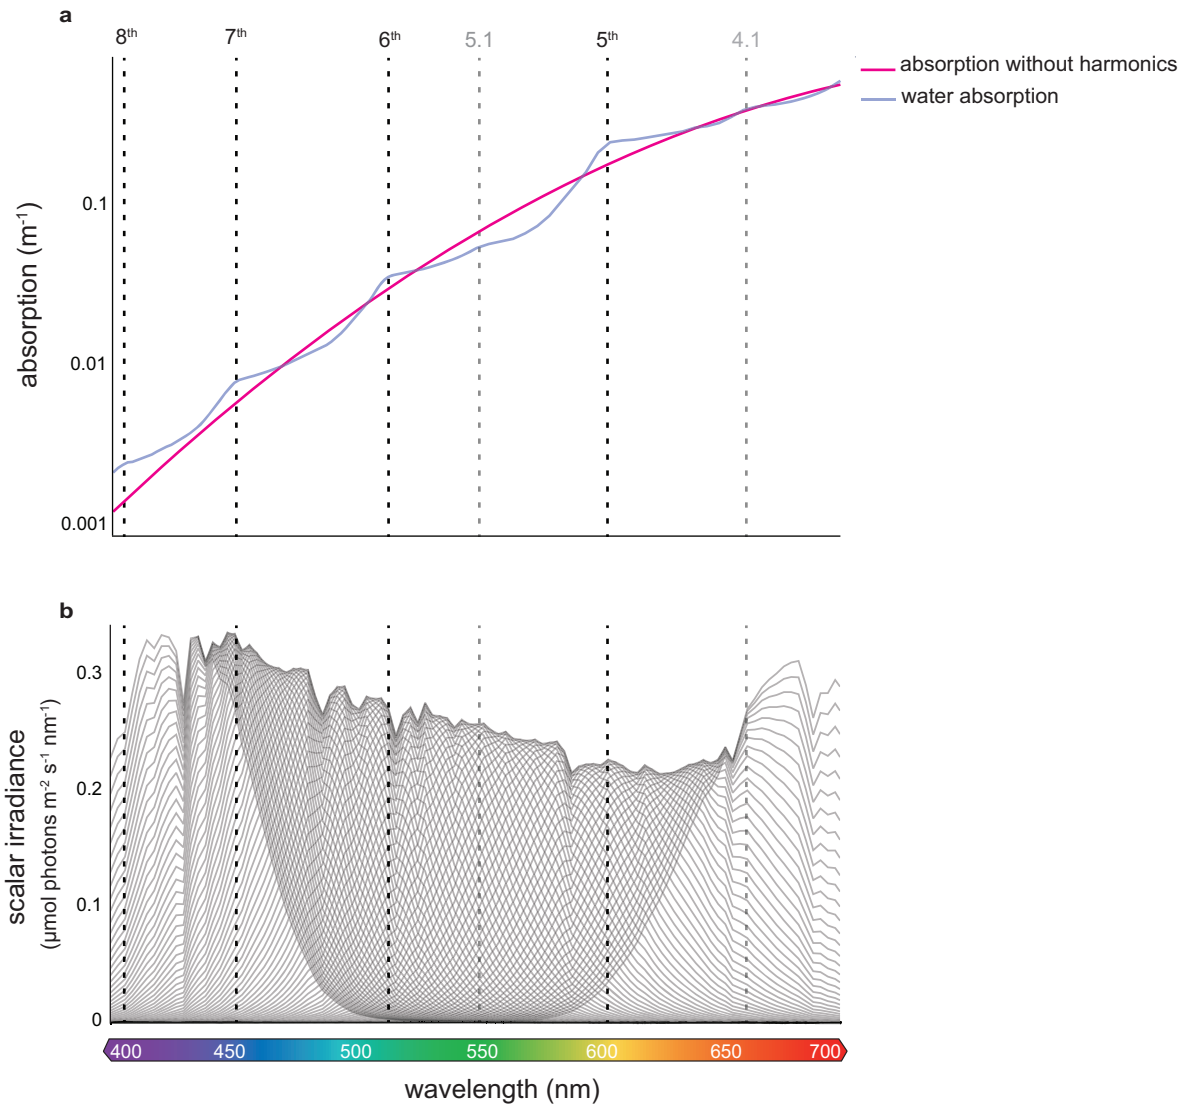 a
8th 7th 6th 5.1 5th 4.1
absorption without harmonics
water absorption
absorption (m-1)
0.1
0.01
0.001
b
scalar irradiance
(μmol photons m-2 s-1 nm-1)
0.3
0.2
0.1
0
400 450 500 550 600 650 700
wavelength (nm)